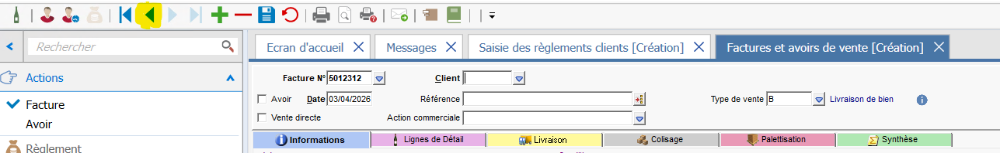 Rechercher
Ecran d'accueil
Messages
Saisie des règlements clients [Création]
Factures et avoirs de vente [Création]
Actions
Facture
Avoir
Règlement
Facture N° 5012312 Client
Avoir Date 03/04/2026 Référence Type de vente B Livraison de bien
Vente directe Action commerciale
Informations Lignes de Détail Livraison Colisage Palettisation Synthèse